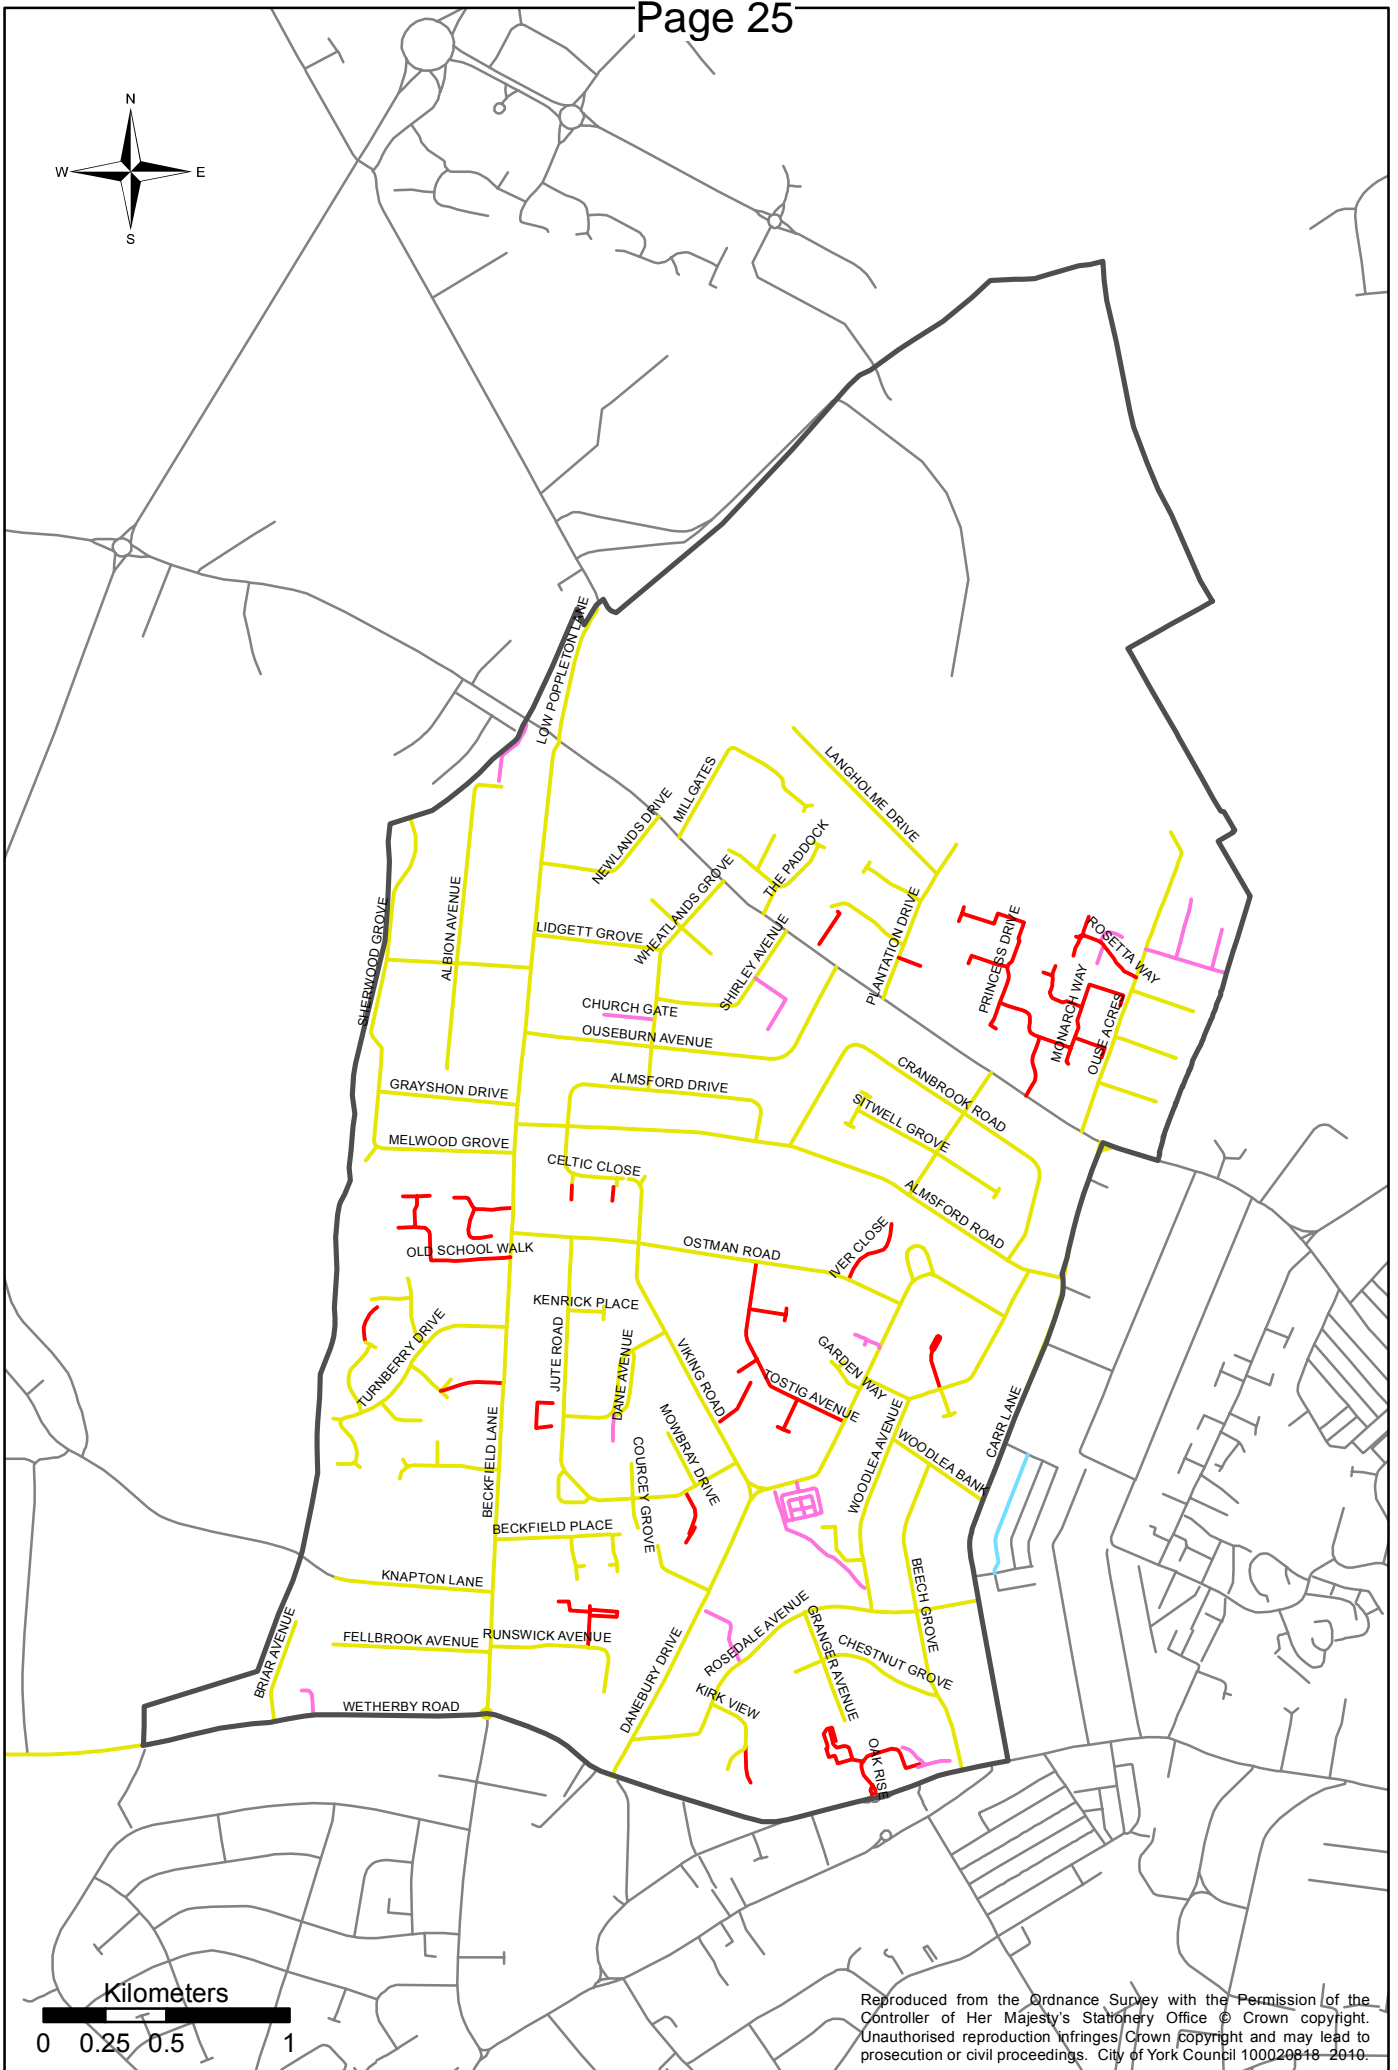 Page 25
N
W
E
S
LOW POPPLETON LANE
LANGHOLME DRIVE
MILLGATES
NEWLANDS DRIVE
THE PADDOCK
WHEATLANDS GROVE
ALBION AVENUE
SHERWOOD GROVE
LIDGETT GROVE
SHIRLEY AVENUE
PLANTATION DRIVE
PRINCESS DRIVE
ROSETTA WAY
MONARCH WAY
OUSE ACRES
CHURCH GATE
OUSEBURN AVENUE
GRAYSHON DRIVE
ALMSFORD DRIVE
CRANBROOK ROAD
SITWELL GROVE
MELWOOD GROVE
CELTIC CLOSE
ALMSFORD ROAD
OLD SCHOOL WALK
OSTMAN ROAD
IVER CLOSE
KENRICK PLACE
TURNBERRY DRIVE
JUTE ROAD
DANE AVENUE
VIKING ROAD
GARDEN WAY
TOSTIG AVENUE
CARR LANE
BECKFIELD LANE
MOWBRAY DRIVE
COURCEY GROVE
WOODLEA AVENUE
WOODLEA BANK
BECKFIELD PLACE
KNAPTON LANE
BEECH GROVE
BRIAR AVENUE
FELLBROOK AVENUE
RUNSWICK AVENUE
ROSEDALE AVENUE
GRANGER AVENUE
CHESTNUT GROVE
DANEBURY DRIVE
KIRK VIEW
WETHERBY ROAD
OAK RISE
Kilometers
0 0.25 0.5 1
Reproduced from the Ordnance Survey with the Permission of the
Controller of Her Majesty's Stationery Office © Crown copyright.
Unauthorised reproduction infringes Crown copyright and may lead to
prosecution or civil proceedings. City of York Council 100020818 2010.